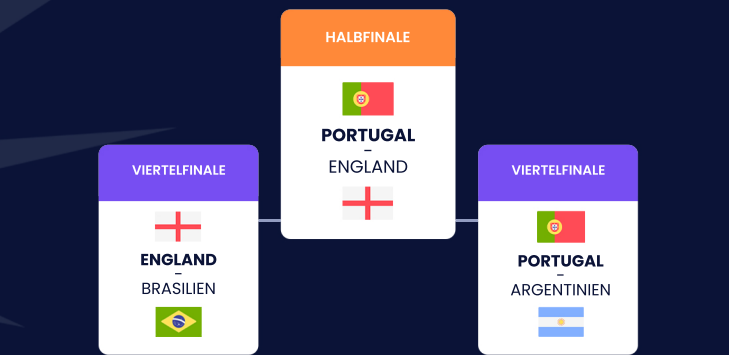 HALBFINALE
PORTUGAL
–
ENGLAND
VIERTELFINALE
ENGLAND
–
BRASILIEN
VIERTELFINALE
PORTUGAL
–
ARGENTINIEN